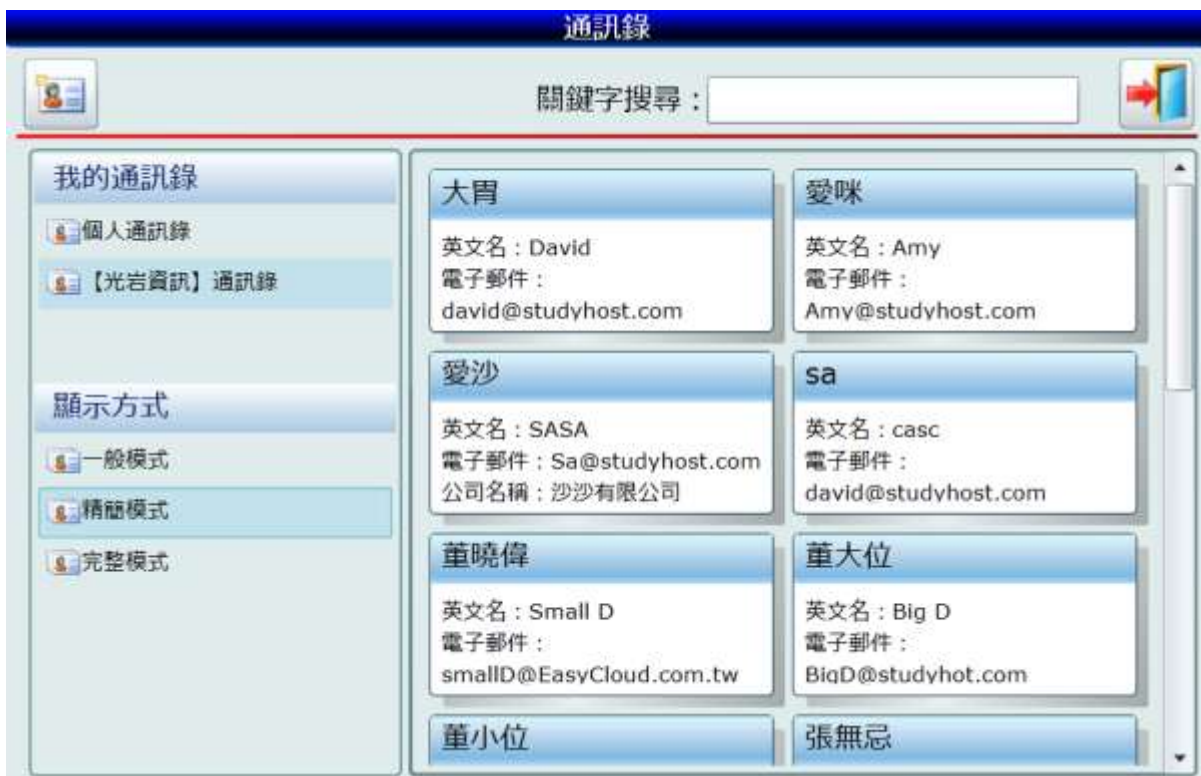 通訊錄
關鍵字搜尋：
我的通訊錄
個人通訊錄
【光岩資訊】通訊錄
顯示方式
一般模式
精簡模式
完整模式
大胃
英文名：David
電子郵件：
david@studyhost.com
愛咪
英文名：Amy
電子郵件：
Amy@studyhost.com
愛沙
英文名：SASA
電子郵件：Sa@studyhost.com
公司名稱：沙沙有限公司
sa
英文名：casc
電子郵件：
david@studyhost.com
董曉偉
英文名：Small D
電子郵件：
smallD@EasyCloud.com.tw
董大位
英文名：Big D
電子郵件：
BigD@studyhot.com
董小位
張無忌